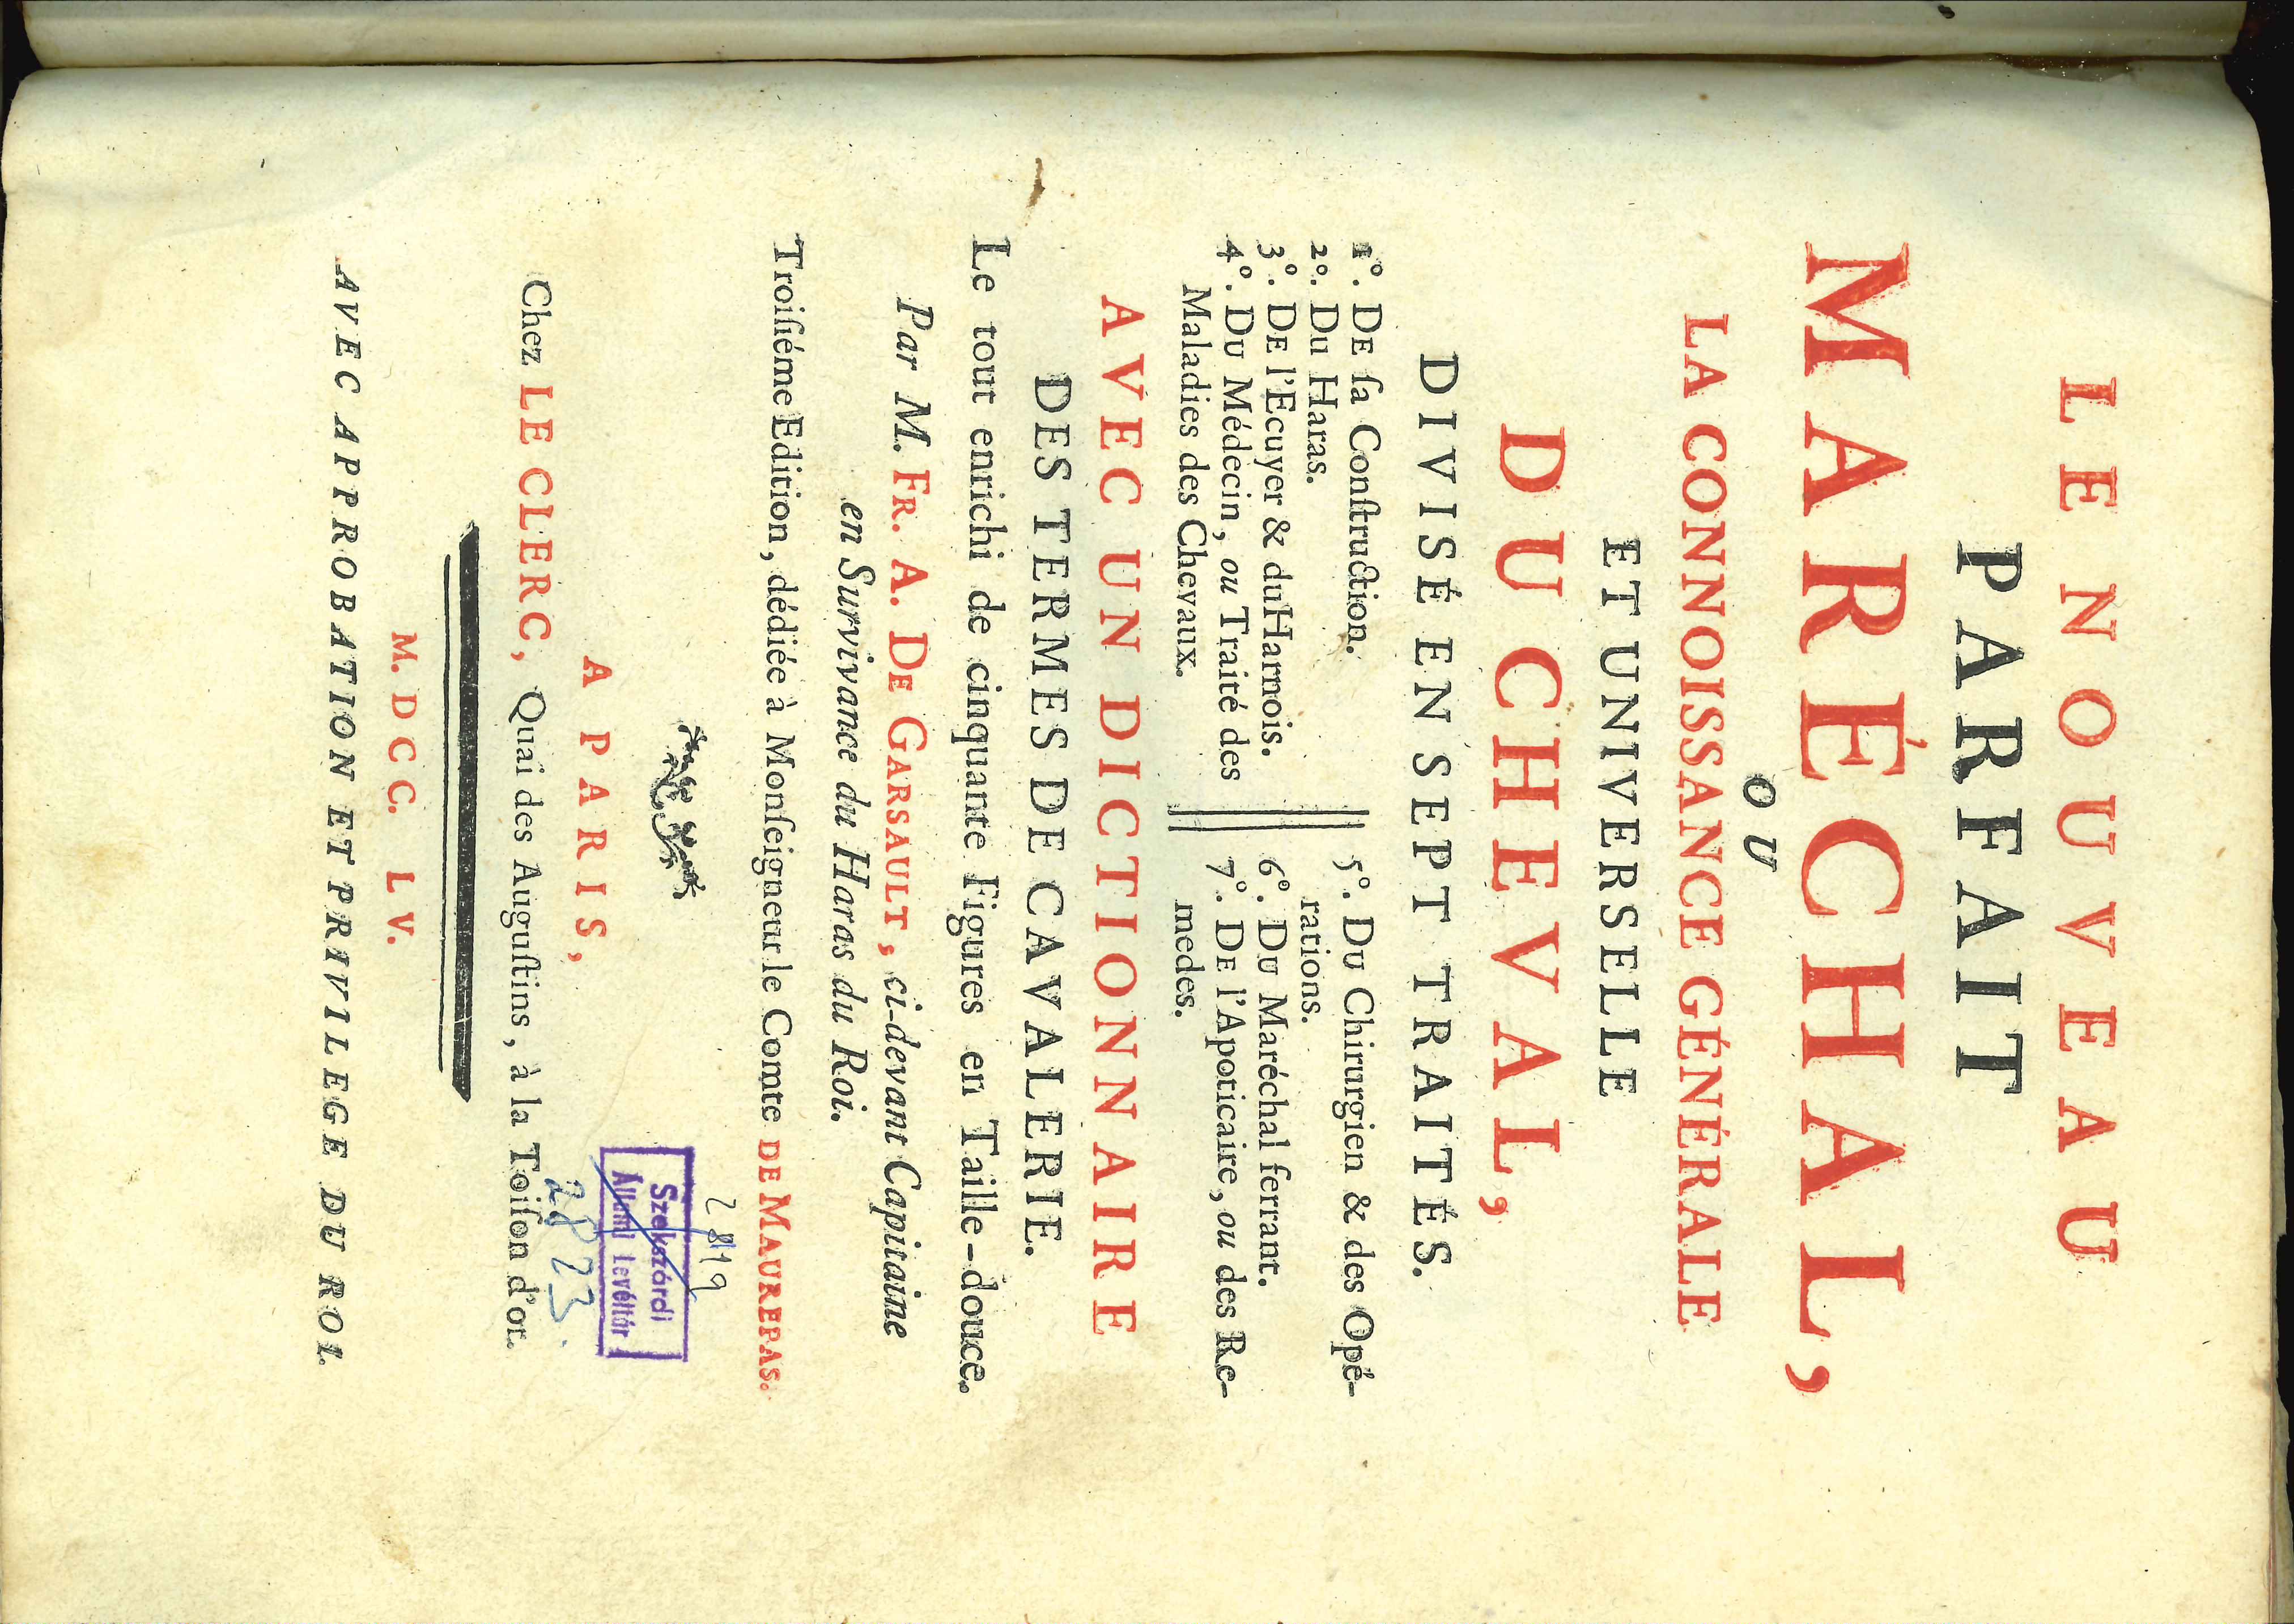 LE NOUVEAU
PARFAIT
MARÉCHAL,
OU
LA CONNOISSANCE GÉNÉRALE
ET UNIVERSELLE
DU CHEVAL,
DIVISÉ EN SEPT TRAITÉS.
1°. DE ſa Conſtruction.
2°. Du Haras.
3°. DE l'Ecuyer & du Harnois.
4°. DU Médecin, ou Traité des
Maladies des Chevaux.
5°. Du Chirurgien & des Opé-
rations.
6°. DU Maréchal ferrant.
7°. DE l'Apoticaire, ou des Re-
medes.
AVEC UN DICTIONNAIRE
DES TERMES DE CAVALERIE.
Le tout enrichi de cinquante Figures en Taille-douce.
Par M. FR. A. DE GARSAULT, ci-devant Capitaine
en Survivance du Haras du Roi.
Troiſiéme Edition, dédiée à Monſeigneur le Comte DE MAUREPAS.
2819
Szekszárdi
Állami Levéltár
2823.
A PARIS,
Chez LE CLERC, Quai des Auguſtins, à la Toiſon d'or.
M. DCC. LV.
AVEC APPROBATION ET PRIVILEGE DU ROI.